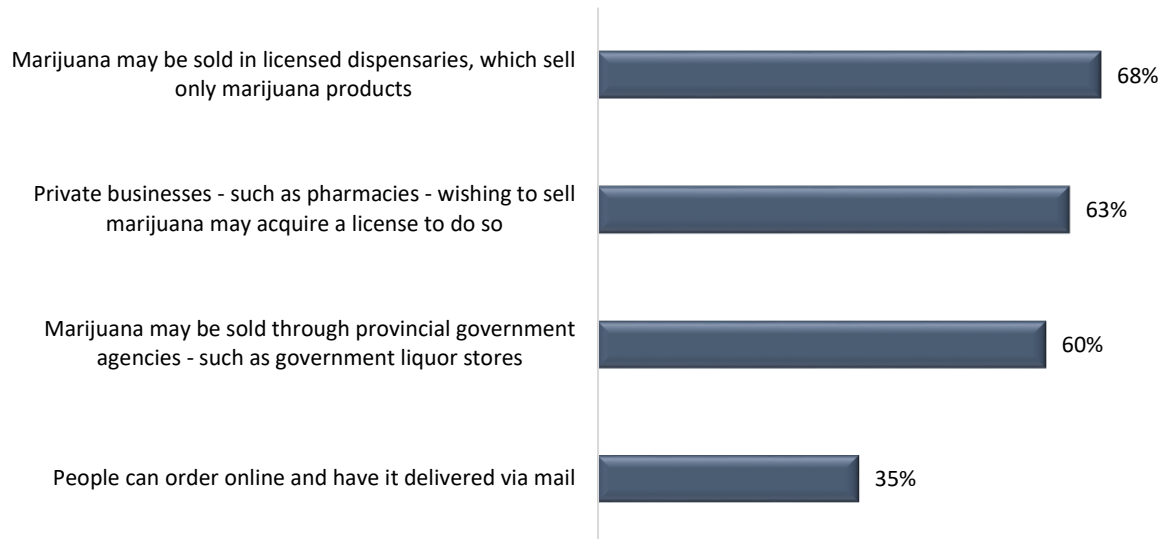 Marijuana may be sold in licensed dispensaries, which sell
only marijuana products
68%
Private businesses - such as pharmacies - wishing to sell
marijuana may acquire a license to do so
63%
Marijuana may be sold through provincial government
agencies - such as government liquor stores
60%
People can order online and have it delivered via mail
35%